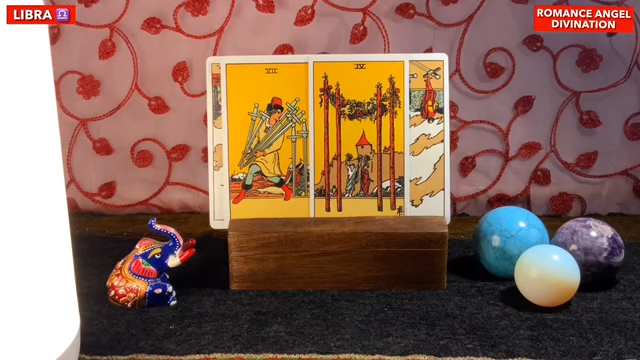 LIBRA ♎
ROMANCE ANGEL
DIVINATION
VII
IV